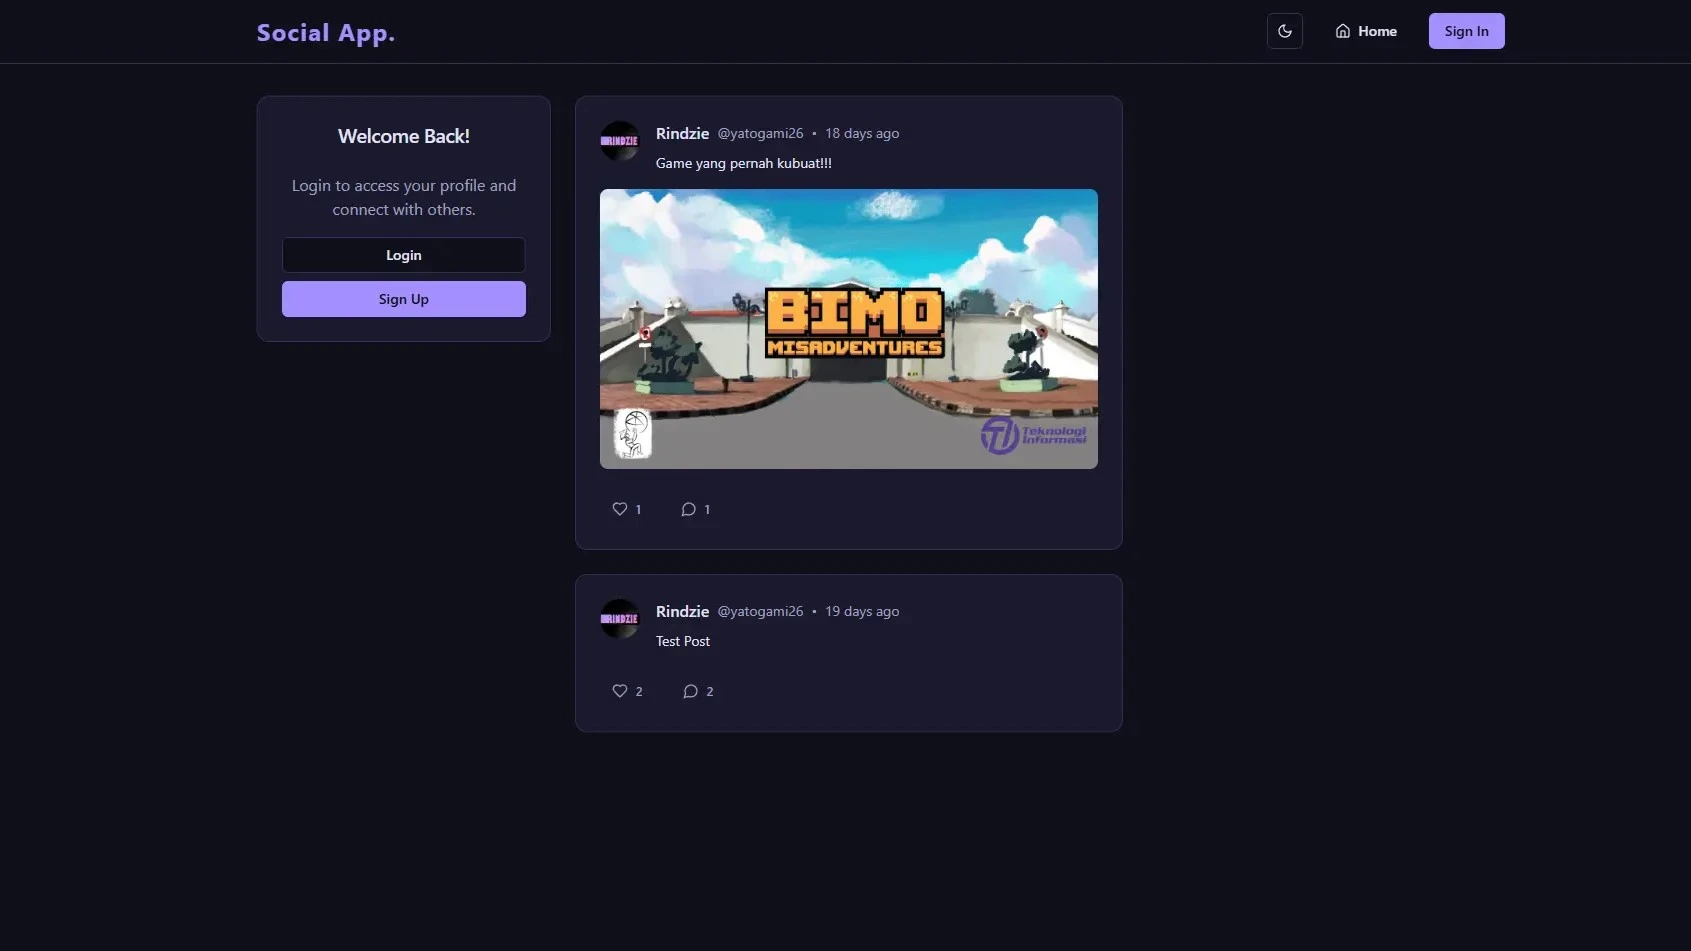 Social App.
Home
Sign In
Welcome Back!
Login to access your profile and
connect with others.
Login
Sign Up
RINDZIE
Rindzie @yatogami26 • 18 days ago
Game yang pernah kubuat!!!
BIMO
MISADVENTURES
TI Teknologi
Informasi
1 1
RINDZIE
Rindzie @yatogami26 • 19 days ago
Test Post
2 2